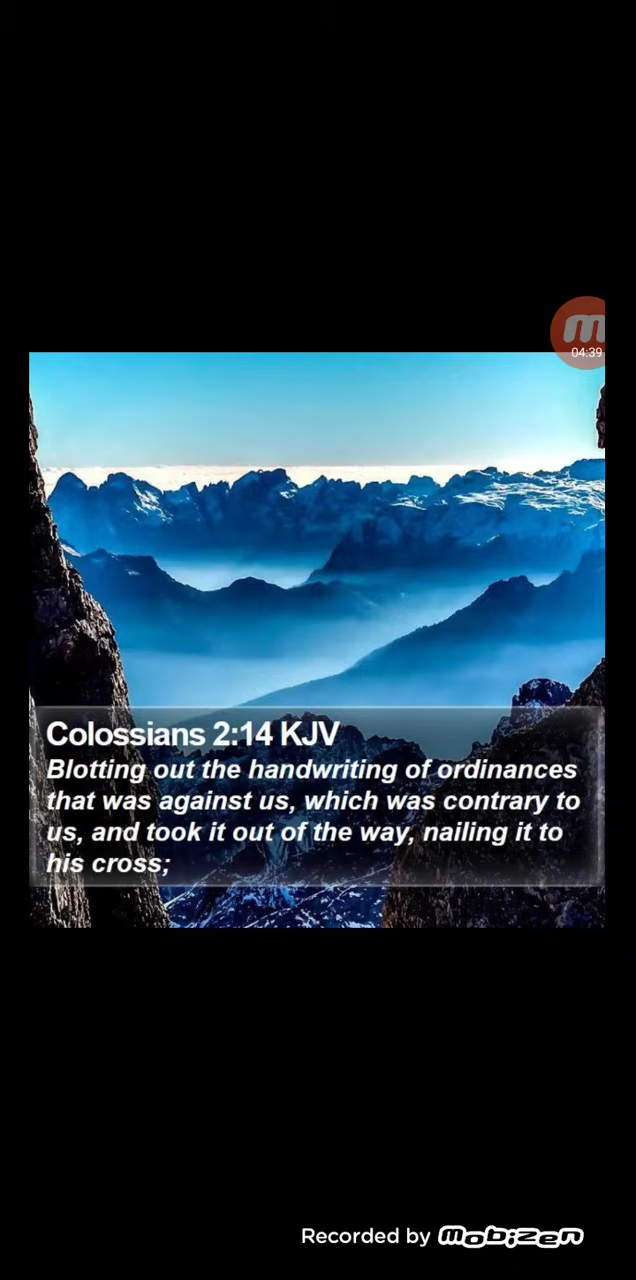 m
04:39
Colossians 2:14 KJV
Blotting out the handwriting of ordinances
that was against us, which was contrary to
us, and took it out of the way, nailing it to
his cross;
Recorded by mobizen